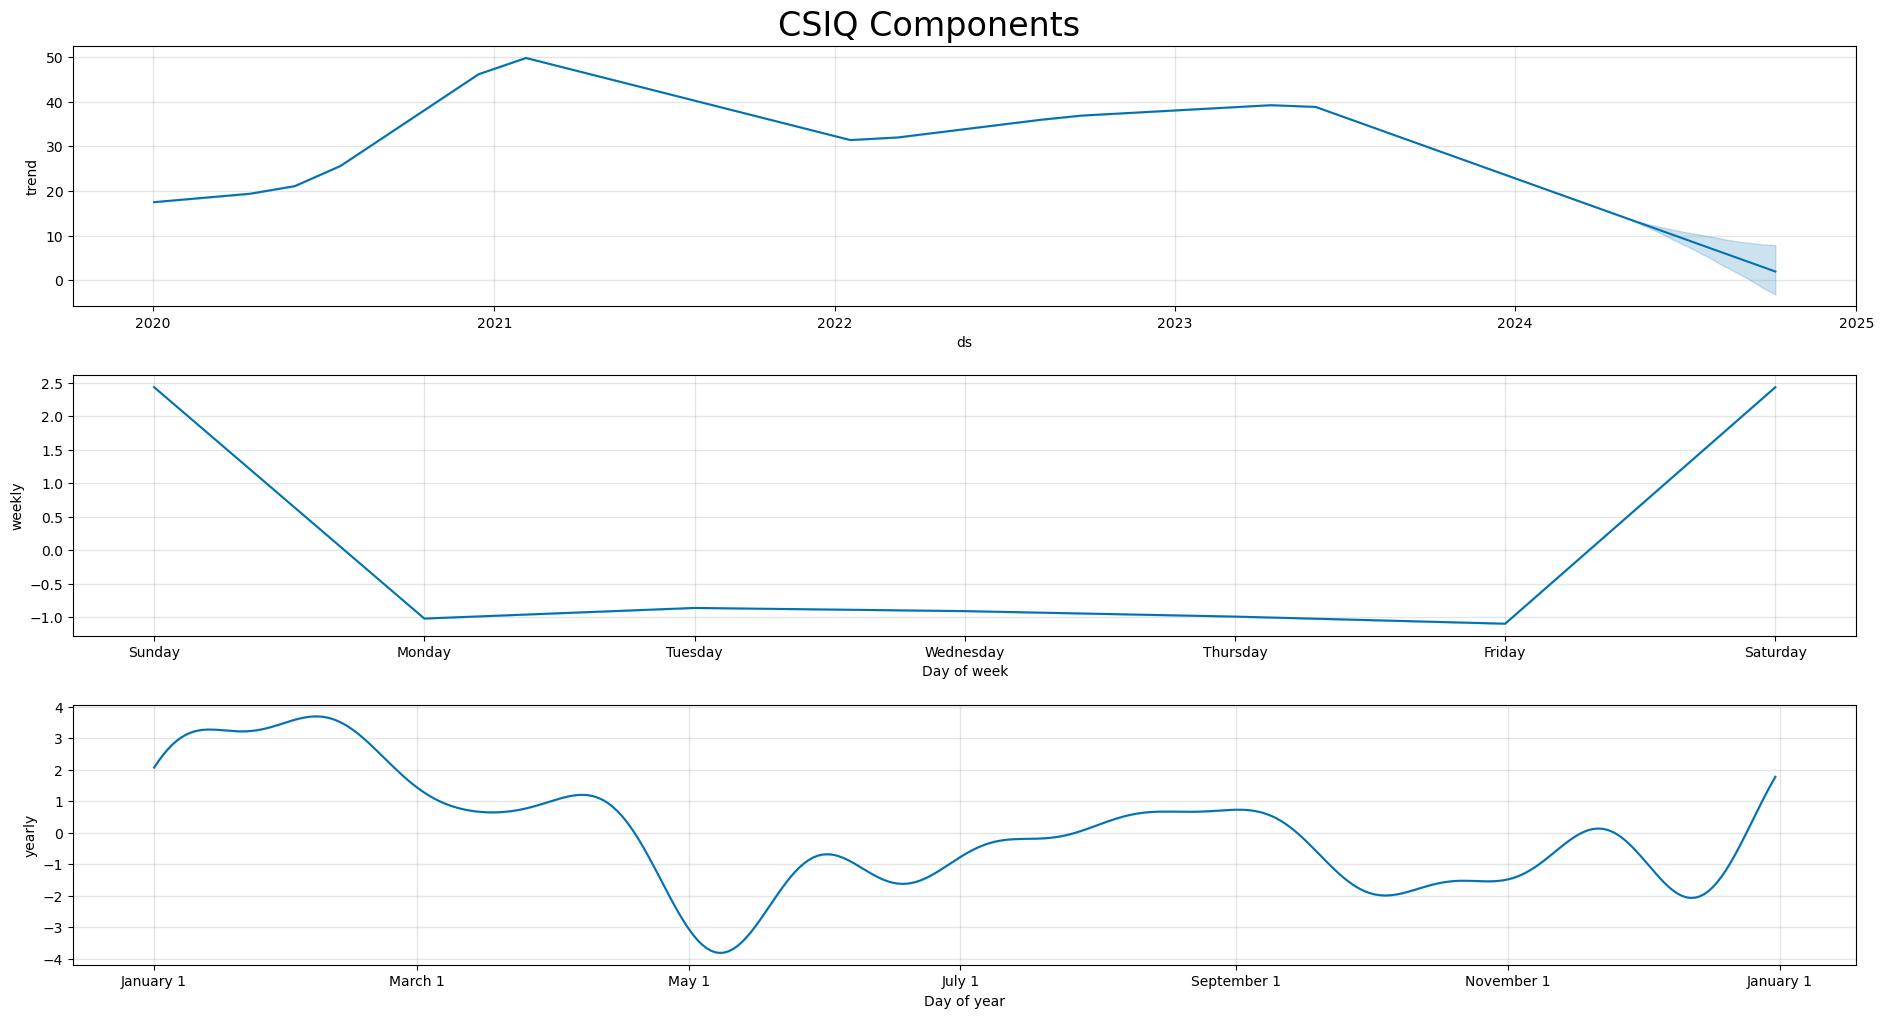 CSIQ Components
50
40
30
20
10
0
trend
2020 2021 2022 2023 2024 2025
ds
2.5
2.0
1.5
1.0
0.5
0.0
−0.5
−1.0
weekly
Sunday Monday Tuesday Wednesday Thursday Friday Saturday
Day of week
4
3
2
1
0
−1
−2
−3
−4
yearly
January 1 March 1 May 1 July 1 September 1 November 1 January 1
Day of year